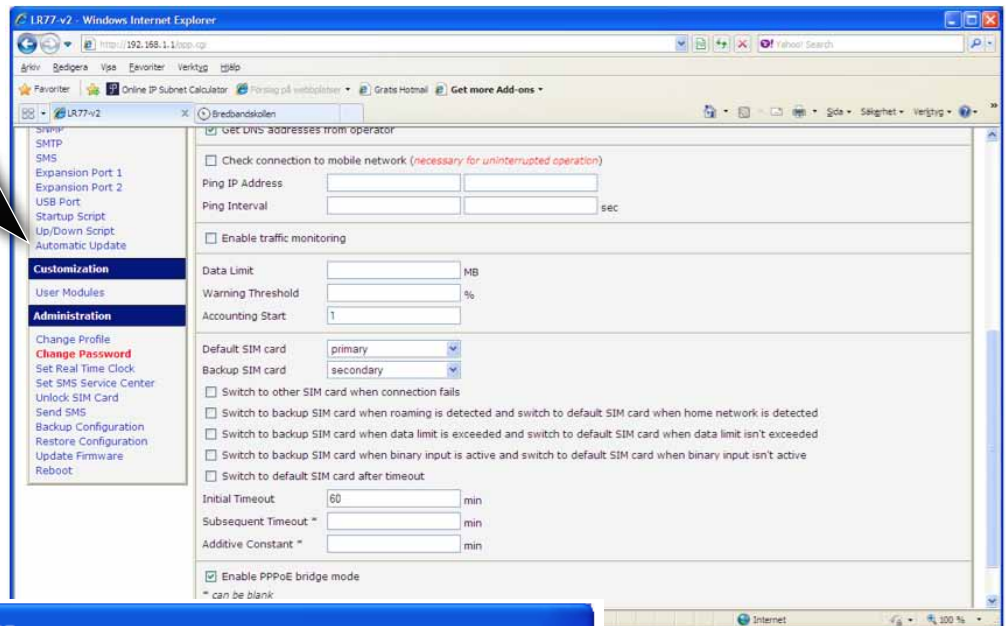 LR77-v2 - Windows Internet Explorer
http://192.168.1.1/ppp.cgi
Yahoo! Search
Arkiv Redigera Visa Favoriter Verktyg Hjälp
Favoriter Online IP Subnet Calculator Förslag på webbplatser Gratis Hotmail Get more Add-ons
LR77-v2 Bredbandskollen Sida Säkerhet Verktyg
SNMP
SMTP
SMS
Expansion Port 1
Expansion Port 2
USB Port
Startup Script
Up/Down Script
Automatic Update
Customization
User Modules
Administration
Change Profile
Change Password
Set Real Time Clock
Set SMS Service Center
Unlock SIM Card
Send SMS
Backup Configuration
Restore Configuration
Update Firmware
Reboot
Get DNS addresses from operator
Check connection to mobile network (necessary for uninterrupted operation)
Ping IP Address
Ping Interval sec
Enable traffic monitoring
Data Limit MB
Warning Threshold %
Accounting Start 1
Default SIM card primary
Backup SIM card secondary
Switch to other SIM card when connection fails
Switch to backup SIM card when roaming is detected and switch to default SIM card when home network is detected
Switch to backup SIM card when data limit is exceeded and switch to default SIM card when data limit isn't exceeded
Switch to backup SIM card when binary input is active and switch to default SIM card when binary input isn't active
Switch to default SIM card after timeout
Initial Timeout 60 min
Subsequent Timeout * min
Additive Constant * min
Enable PPPoE bridge mode
* can be blank
Internet 100 %